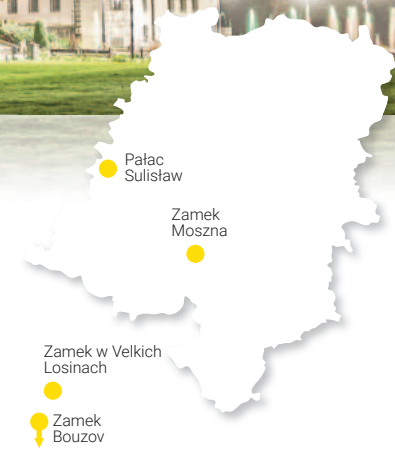 Pałac
Sulisław
Zamek
Moszna
Zamek w Velkich
Losinach
Zamek
Bouzov